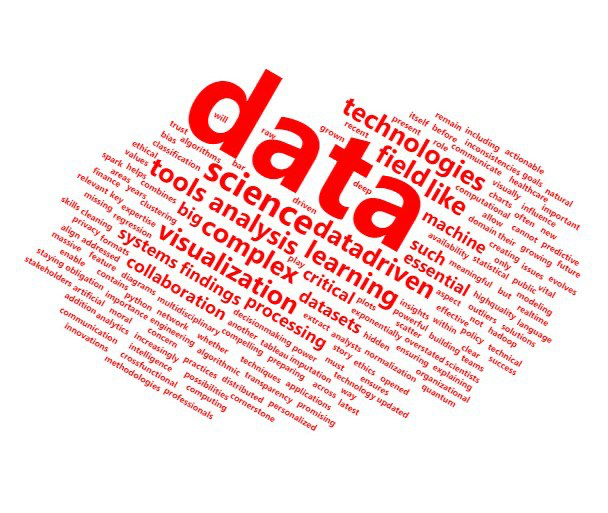 data
technologies
field like
science
datadriven
tools analysis learning
big complex
visualization
machine
such
essential
critical
datasets
systems findings processing
collaboration
itself
remain including actionable
present
role communicate healthcare
before inconsistencies goals natural
recent
grown
visually influence important
computational
charts often new
allow cannot predictive
domain their growing future
creating issues evolves
only
availability statistical public vital
meaningful but modeling
highquality language realtime
aspect outliers solutions
will
raw
trust
bias algorithms bar
deep
driven
ethical
classification
values
spark helps combines
areas
finance years clustering
relevant key expertise
missing regression
skills cleaning
privacy formats
align addressed
massive feature diagrams multidisciplinary
staying obligation contains python network
enable
stakeholders artificial moral
importance engineering algorithmic transparency promising
addition analytics concern
increasingly practices distributed personalized
communication
innovations
intelligence possibilities cornerstone
crossfunctional computing
methodologies professionals
play
plots
insights within policy technical
powerful effective not hadoop
exponentially scatter building clear success
overstated scientists teams
hidden ensuring explaining
extract analysts normalization organizational
decisionmaking power story ethics opened quantum
another tableau imputation must ensures
whether compelling preparing way technology updated
techniques applications across latest